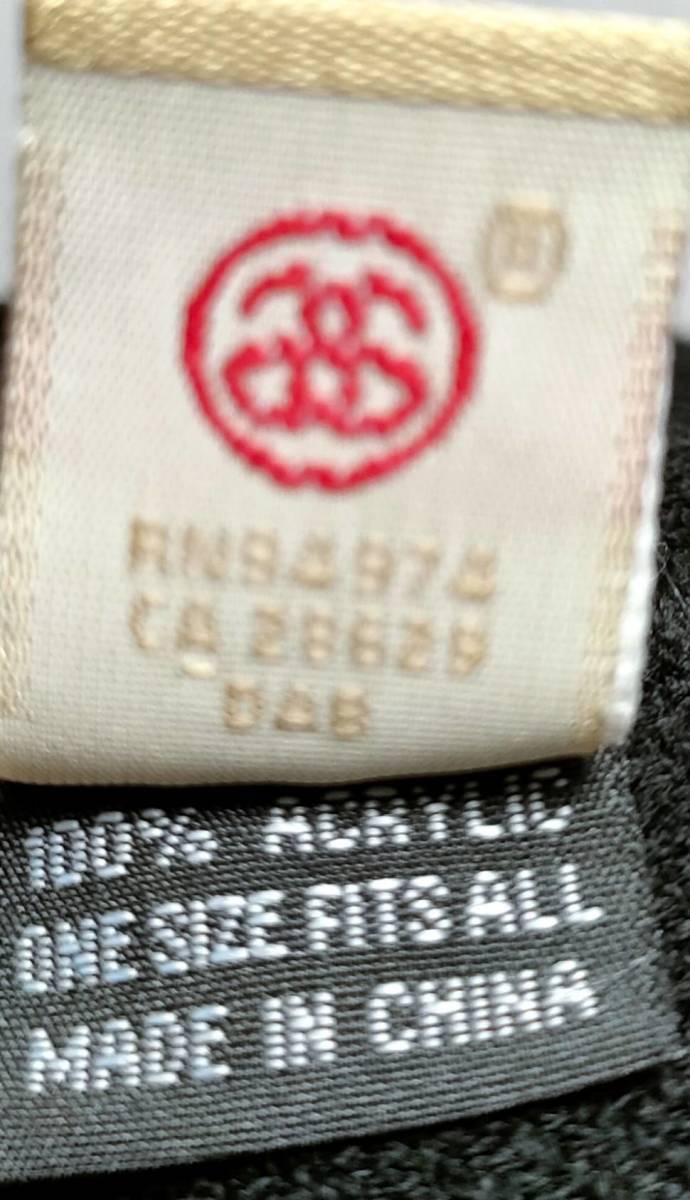 ®
RN94974
CA 28629
DAB
100% ACRYLIC
ONE SIZE FITS ALL
MADE IN CHINA